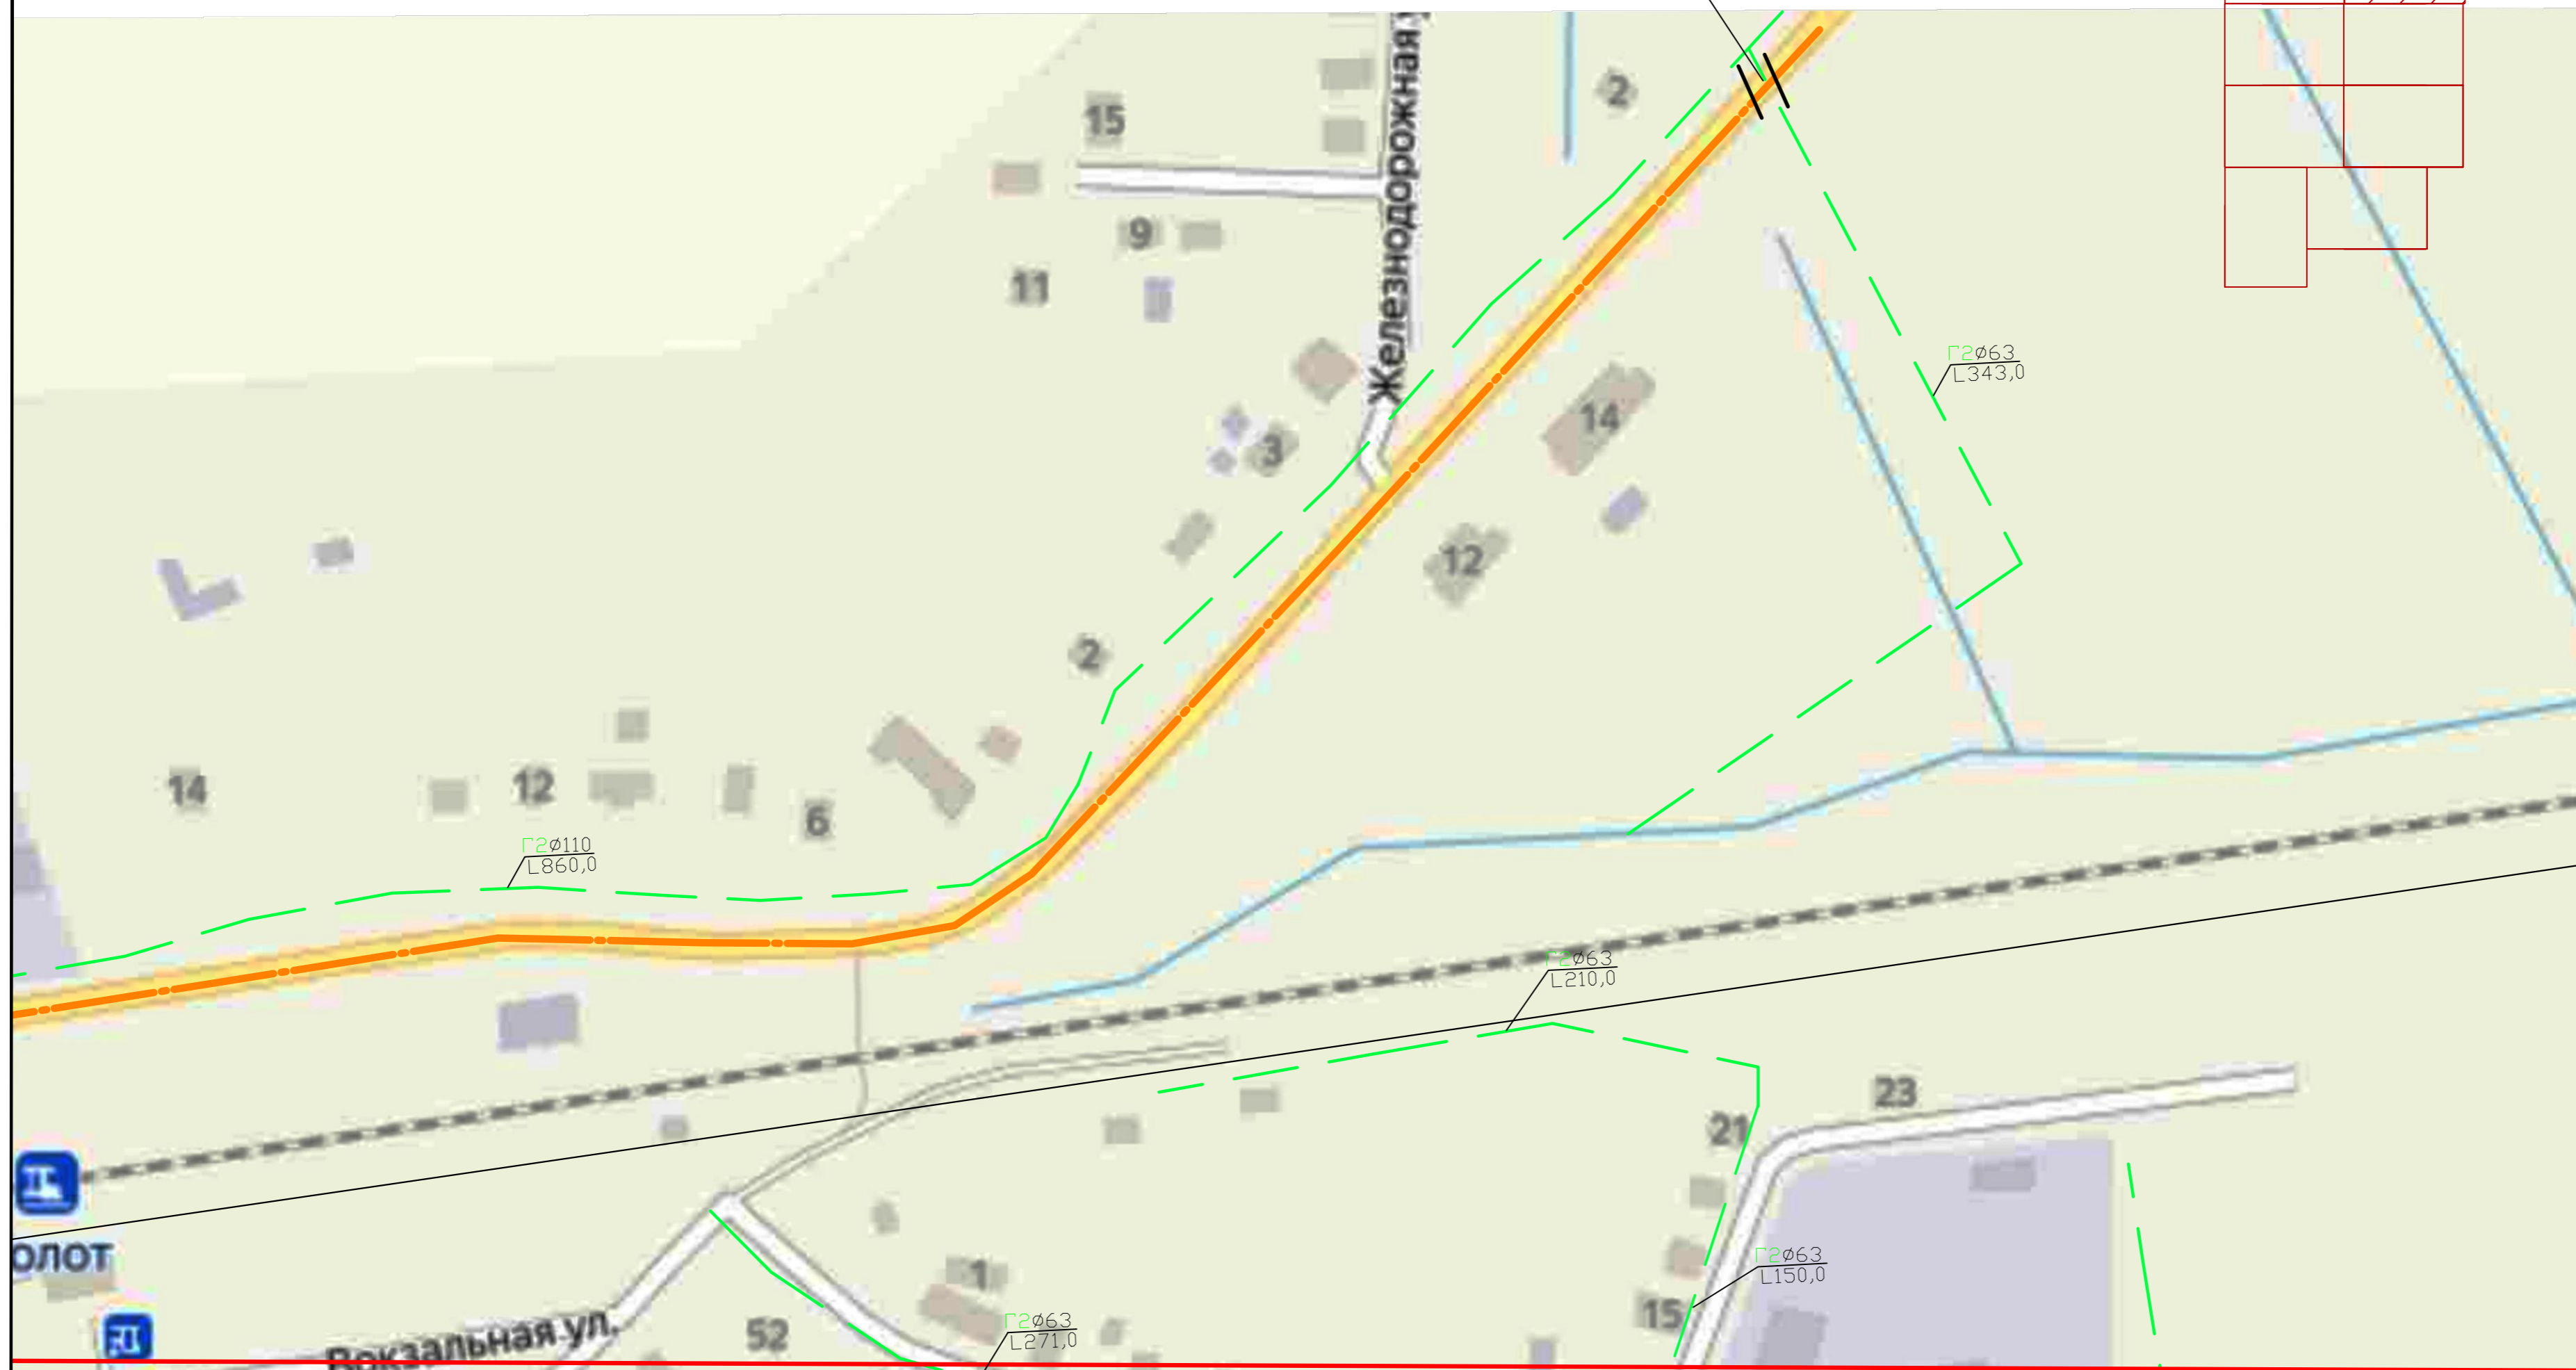 Железнодорожная
15
2
9
11
Г2⌀63
L343,0
14
3
12
2
14
12
6
Г2⌀110
L860,0
Г2⌀63
L210,0
23
21
олот
1
Г2⌀63
L150,0
15
Г2⌀63
L271,0
52
Вокзальная ул.